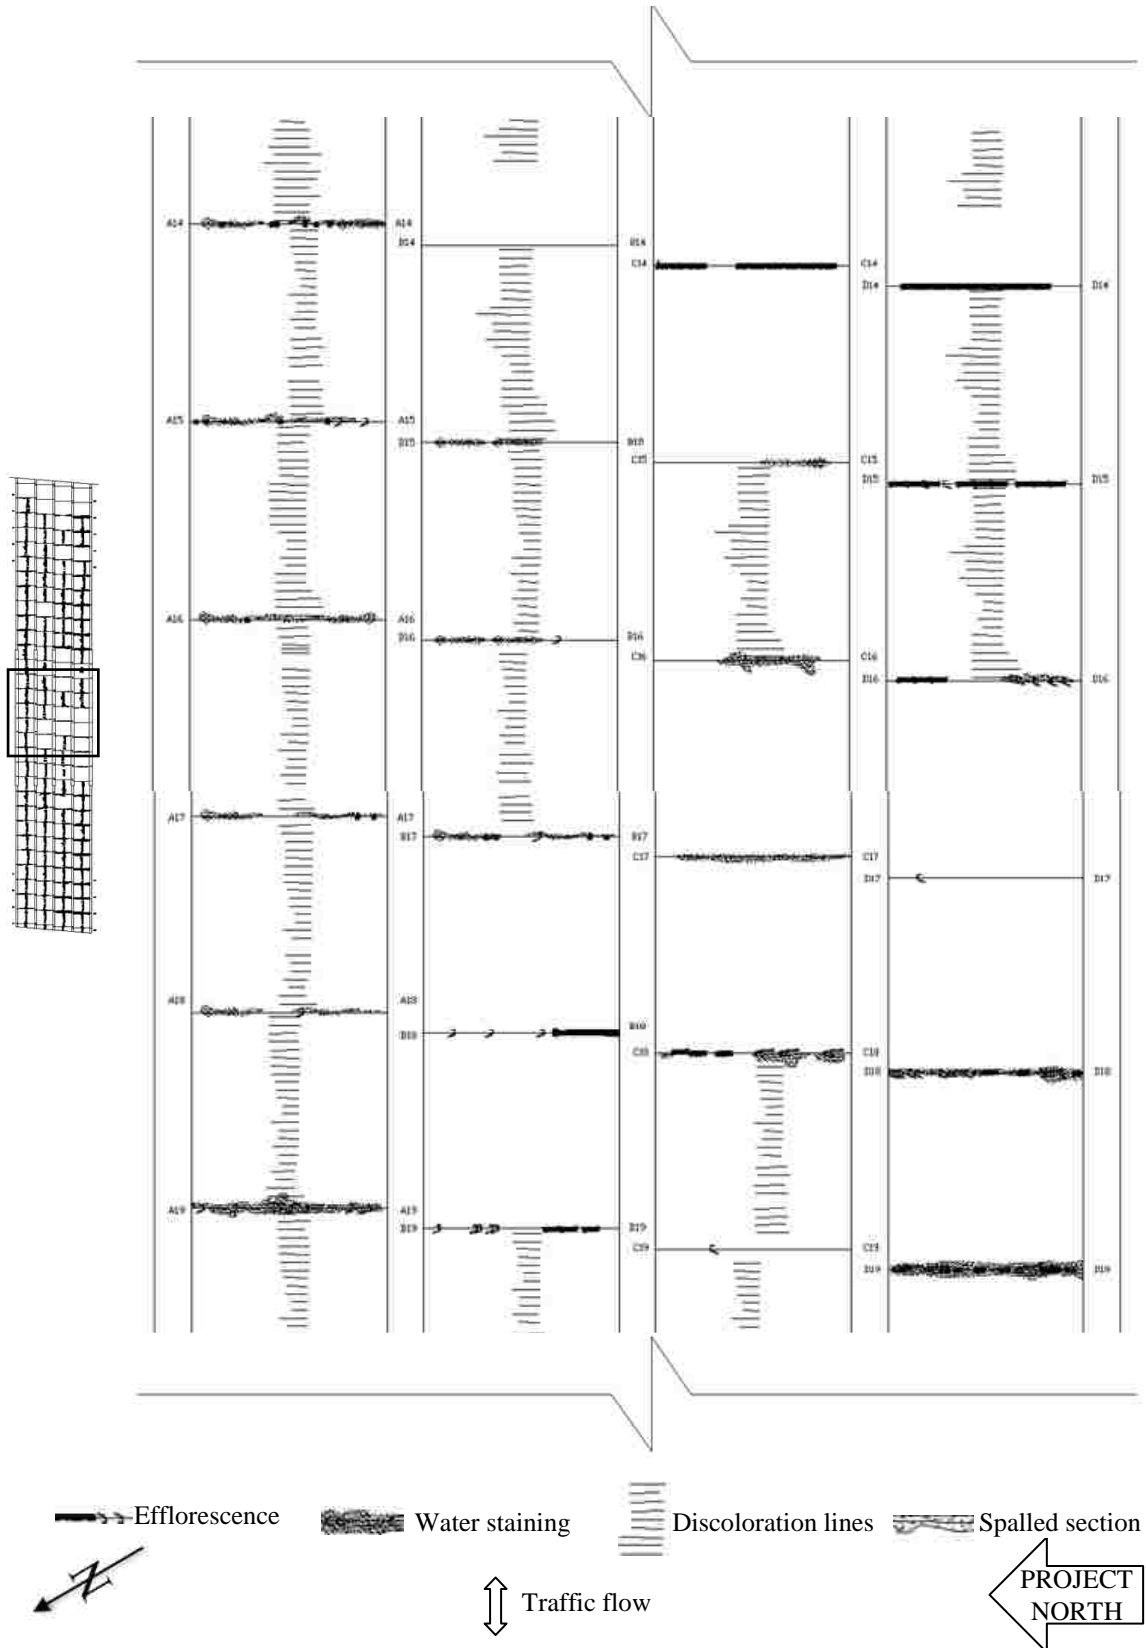 A14 A14
B14 B14
C14 C14
D14 D14
A15 A15
B15 B15
C15 C15
D15 D15
A16 A16
B16 B16
C16 C16
D16 D16
A17 A17
B17 B17
C17 C17
D17 D17
A18 A18
B18 B18
C18 C18
D18 D18
A19 A19
B19 B19
C19 C19
D19 D19
Efflorescence Water staining Discoloration lines Spalled section
N
Traffic flow
PROJECT
NORTH